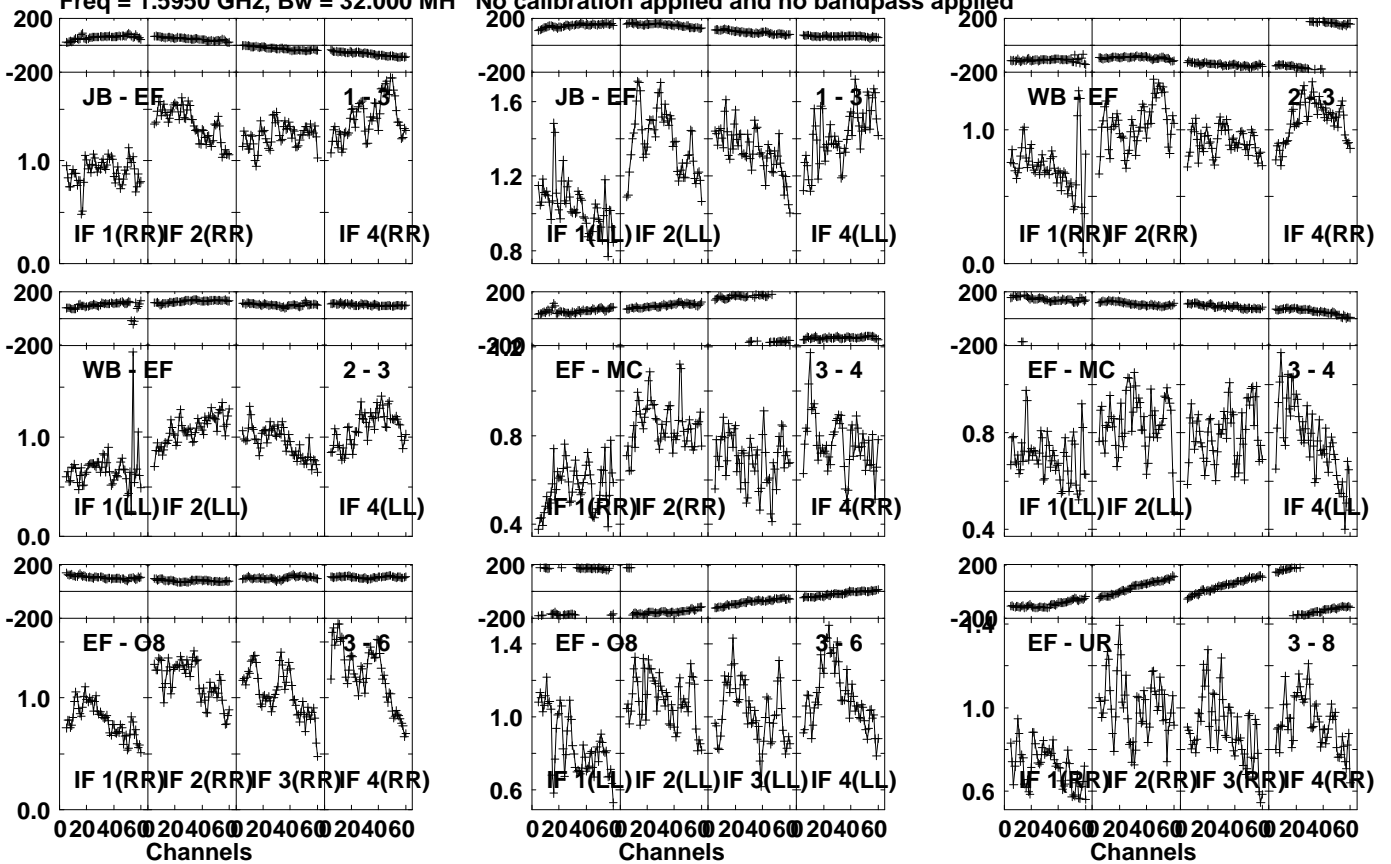 Freq = 1.5950 GHz, Bw = 32.000 MH No calibration applied and no bandpass applied
200
-200
JB - EF
1 - 3
1.0
IF 1(RR)
IF 2(RR)
IF 4(RR)
0.0
200
-200
JB - EF
1 - 3
1.6
1.4
1.2
1.0
IF 1(LL)
IF 2(LL)
IF 4(LL)
0.8
200
-200
WB - EF
2 - 3
1.0
IF 1(RR)
IF 2(RR)
IF 4(RR)
0.0
200
-200
WB - EF
2 - 3
1.0
IF 1(LL)
IF 2(LL)
IF 4(LL)
0.0
200
-200
1.2
EF - MC
3 - 4
0.8
IF 1(RR)
IF 2(RR)
IF 4(RR)
0.4
200
-200
EF - MC
3 - 4
0.8
IF 1(LL)
IF 2(LL)
IF 4(LL)
0.4
200
-200
EF - O8
3 - 6
1.0
IF 1(RR)
IF 2(RR)
IF 3(RR)
IF 4(RR)
0.0
0 20 40 60 0 20 40 60 0 20 40 60 0 20 40 60
Channels
200
-200
EF - O8
3 - 6
1.4
1.0
IF 1(LL)
IF 2(LL)
IF 3(LL)
IF 4(LL)
0.6
0 20 40 60 0 20 40 60 0 20 40 60 0 20 40 60
Channels
200
-200
1.4
EF - UR
3 - 8
1.0
IF 1(RR)
IF 2(RR)
IF 3(RR)
IF 4(RR)
0.6
0 20 40 60 0 20 40 60 0 20 40 60 0 20 40 60
Channels